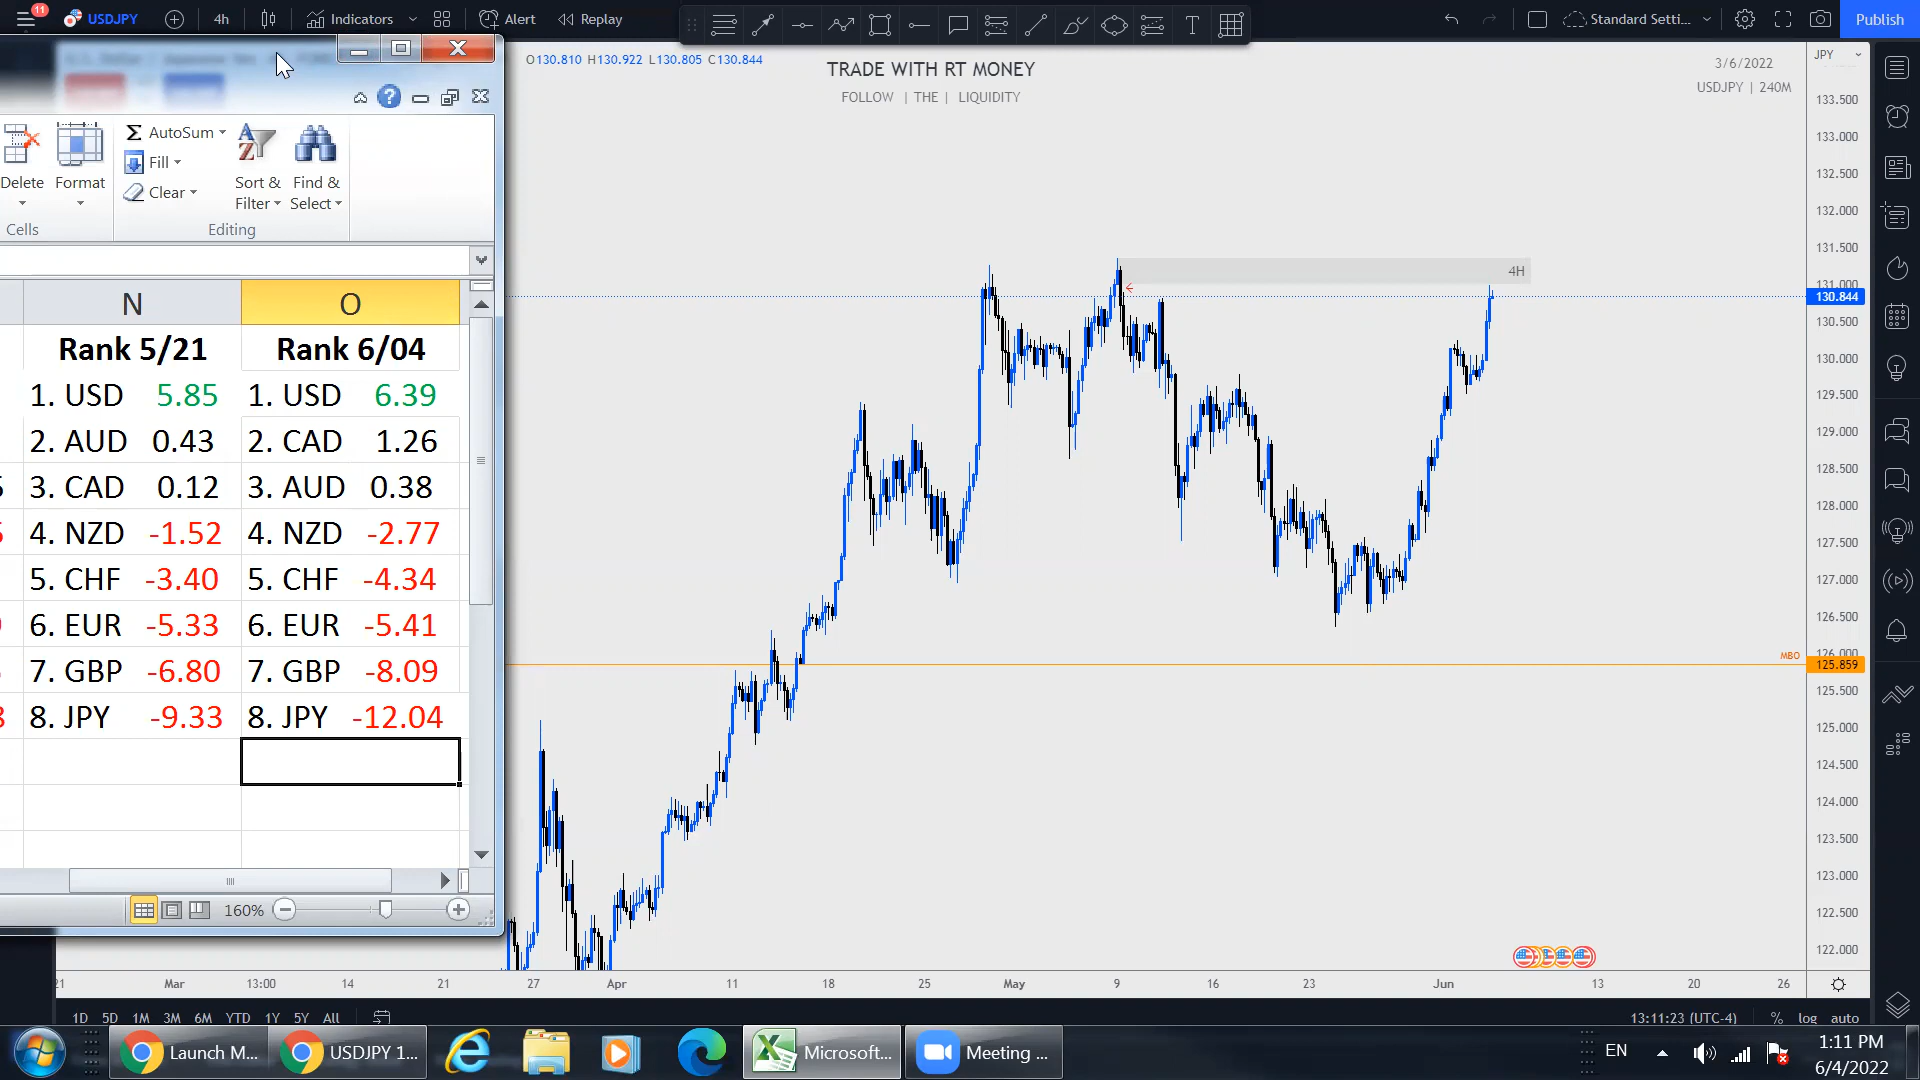 11
USDJPY
4h
Indicators
Alert
Replay
Standard Setti...
Publish
O130.810 H130.922 L130.805 C130.844
TRADE WITH RT MONEY
FOLLOW | THE | LIQUIDITY
3/6/2022
USDJPY | 240M
JPY
AutoSum
Fill
Clear
Sort & Filter
Find & Select
Delete
Format
Cells
Editing
N O
Rank 5/21 Rank 6/04
1. USD 5.85 1. USD 6.39
2. AUD 0.43 2. CAD 1.26
3. CAD 0.12 3. AUD 0.38
4. NZD -1.52 4. NZD -2.77
5. CHF -3.40 5. CHF -4.34
6. EUR -5.33 6. EUR -5.41
7. GBP -6.80 7. GBP -8.09
8. JPY -9.33 8. JPY -12.04
160%
4H
MBO
133.500
133.000
132.500
132.000
131.500
131.000
130.844
130.500
130.000
129.500
129.000
128.500
128.000
127.500
127.000
126.500
126.000
125.859
125.500
125.000
124.500
124.000
123.500
123.000
122.500
122.000
21 Mar 13:00 14 21 27 Apr 11 18 25 May 9 16 23 Jun 13 20 26
1D 5D 1M 3M 6M YTD 1Y 5Y All
13:11:23 (UTC-4) % log auto
Launch M...
USDJPY 1...
Microsoft...
Meeting ...
EN
1:11 PM
6/4/2022